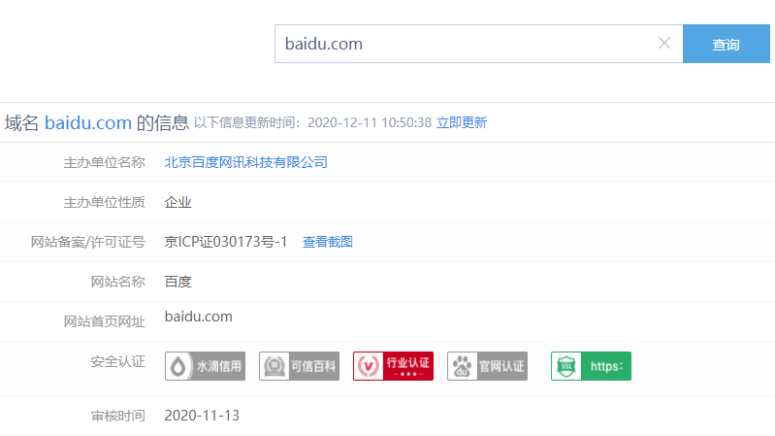 baidu.com
查询
域名 baidu.com 的信息 以下信息更新时间：2020-12-11 10:50:38 立即更新
主办单位名称 北京百度网讯科技有限公司
主办单位性质 企业
网站备案/许可证号 京ICP证030173号-1 查看截图
网站名称 百度
网站首页网址 baidu.com
安全认证 水滴信用 可信百科 V 行业认证 du 官网认证 SSL https:
审核时间 2020-11-13